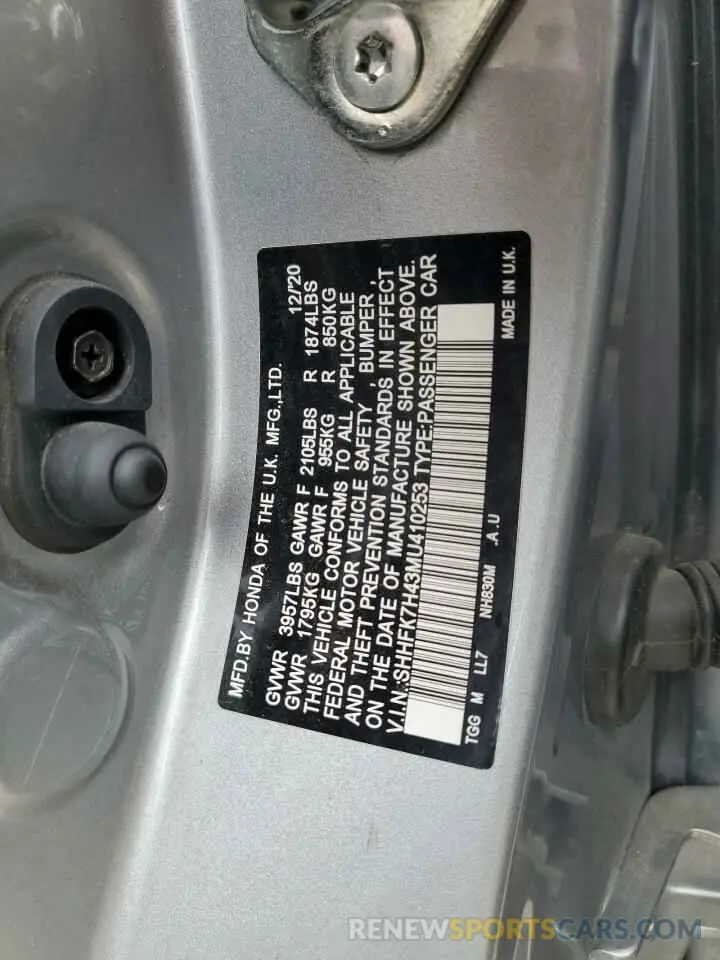 MFD.BY HONDA OF THE U.K. MFG.,LTD. 12/'20
GVWR 3957LBS GAWR F 2105LBS R 1874LBS
GVWR 1795KG GAWR F 955KG R 850KG
THIS VEHICLE CONFORMS TO ALL APPLICABLE
FEDERAL MOTOR VEHICLE SAFETY , BUMPER ,
AND THEFT PREVENTION STANDARDS IN EFFECT
ON THE DATE OF MANUFACTURE SHOWN ABOVE.
V.I.N.:SHHFK7H43MU410253 TYPE:PASSENGER CAR
TGG M LL7 NH830M .A .U MADE IN U.K.
RENEWSPORTSCARS.COM